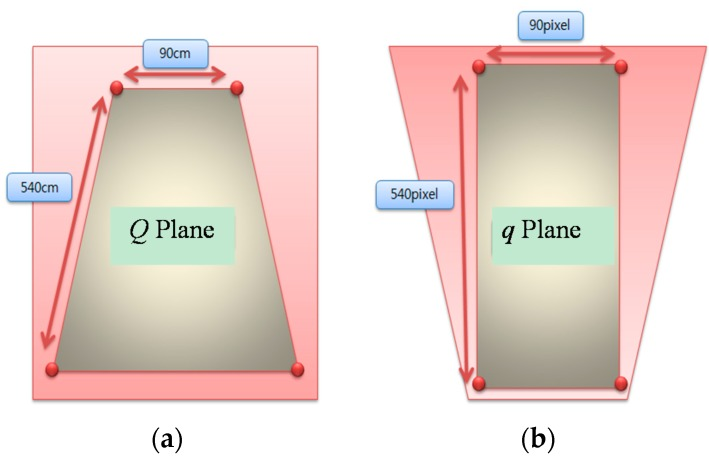 90cm
540cm
Q Plane
(a)
90pixel
540pixel
q Plane
(b)